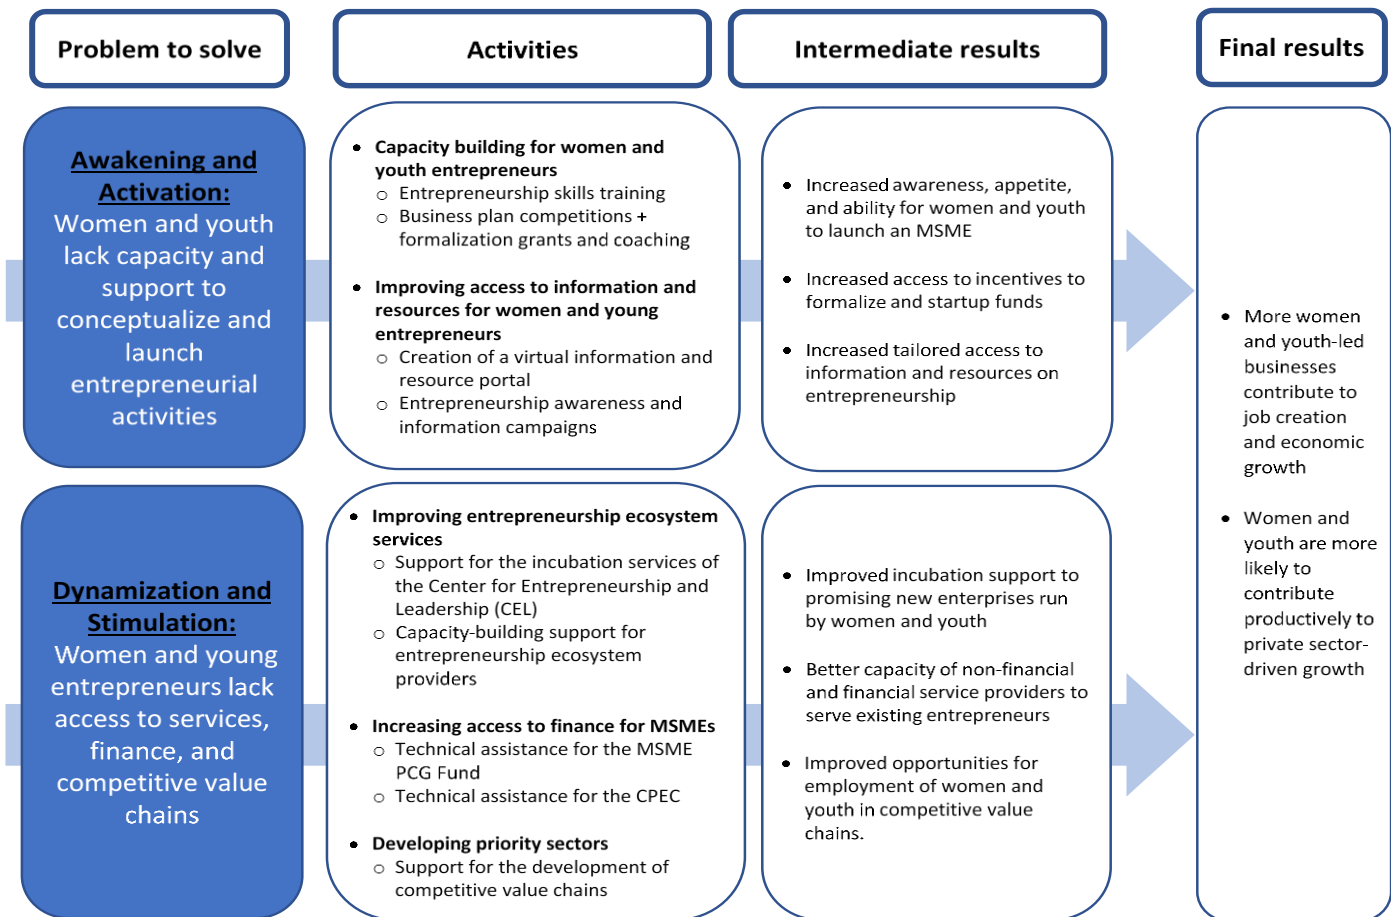 Problem to solve
Activities
Intermediate results
Final results
Awakening and
Activation:
Women and youth
lack capacity and
support to
conceptualize and
launch
entrepreneurial
activities
• Capacity building for women and
youth entrepreneurs
o Entrepreneurship skills training
o Business plan competitions +
formalization grants and coaching
• Improving access to information and
resources for women and young
entrepreneurs
o Creation of a virtual information and
resource portal
o Entrepreneurship awareness and
information campaigns
• Increased awareness, appetite,
and ability for women and youth
to launch an MSME
• Increased access to incentives to
formalize and startup funds
• Increased tailored access to
information and resources on
entrepreneurship
Dynamization and
Stimulation:
Women and young
entrepreneurs lack
access to services,
finance, and
competitive value
chains
• Improving entrepreneurship ecosystem
services
o Support for the incubation services of
the Center for Entrepreneurship and
Leadership (CEL)
o Capacity-building support for
entrepreneurship ecosystem
providers
• Increasing access to finance for MSMEs
o Technical assistance for the MSME
PCG Fund
o Technical assistance for the CPEC
• Developing priority sectors
o Support for the development of
competitive value chains
• Improved incubation support to
promising new enterprises run
by women and youth
• Better capacity of non-financial
and financial service providers to
serve existing entrepreneurs
• Improved opportunities for
employment of women and
youth in competitive value
chains.
• More women
and youth-led
businesses
contribute to
job creation
and economic
growth
• Women and
youth are more
likely to
contribute
productively to
private sector-
driven growth